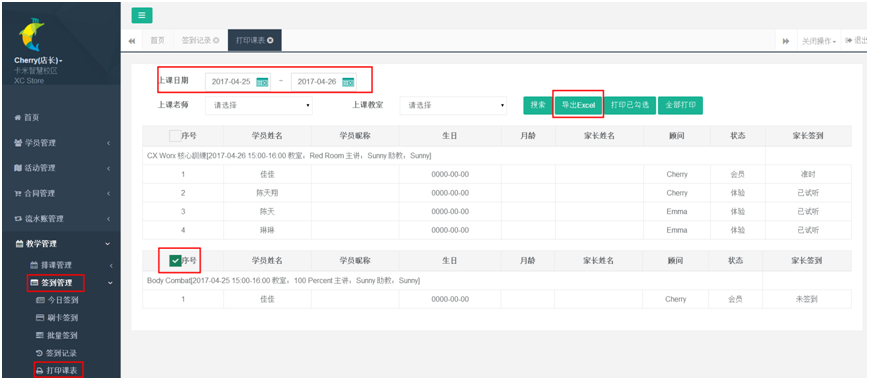 Cherry(店长)
卡米智慧校区
XC Store
首页
学员管理
活动管理
合同管理
流水账管理
教学管理
排课管理
签到管理
今日签到
刷卡签到
批量签到
签到记录
打印课表
首页 签到记录 打印课表 关闭操作 退出
上课日期 2017-04-25 - 2017-04-26
上课老师 请选择 上课教室 请选择 搜索 导出Excel 打印已勾选 全部打印
序号 学员姓名 学员昵称 生日 月龄 家长姓名 顾问 状态 家长签到
CX Worx 核心訓練[2017-04-26 15:00-16:00 教室：Red Room 主讲：Sunny 助教：Sunny]
1 佳佳 0000-00-00 Cherry 会员 准时
2 陈天翔 0000-00-00 Cherry 体验 已试听
3 陈天 0000-00-00 Emma 体验 已试听
4 琳琳 0000-00-00 Emma 体验 已试听
序号 学员姓名 学员昵称 生日 月龄 家长姓名 顾问 状态 家长签到
Body Combat[2017-04-25 15:00-16:00 教室：100 Percent 主讲：Sunny 助教：Sunny]
1 佳佳 0000-00-00 Cherry 会员 未签到